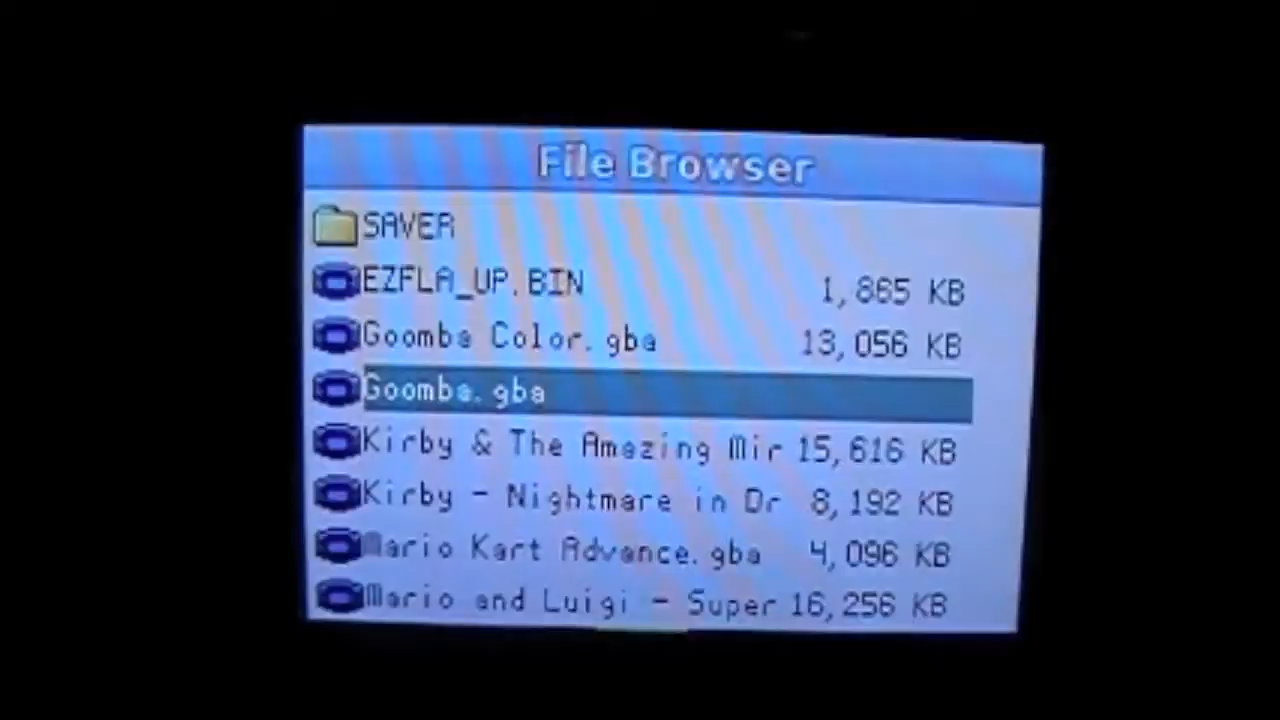 File Browser
SAVER
EZFLA_UP.BIN 1,865 KB
Goomba Color.gba 13,056 KB
Goomba.gba
Kirby & The Amazing Mir 15,616 KB
Kirby - Nightmare in Dr 8,192 KB
Mario Kart Advance.gba 4,096 KB
Mario and Luigi - Super 16,256 KB